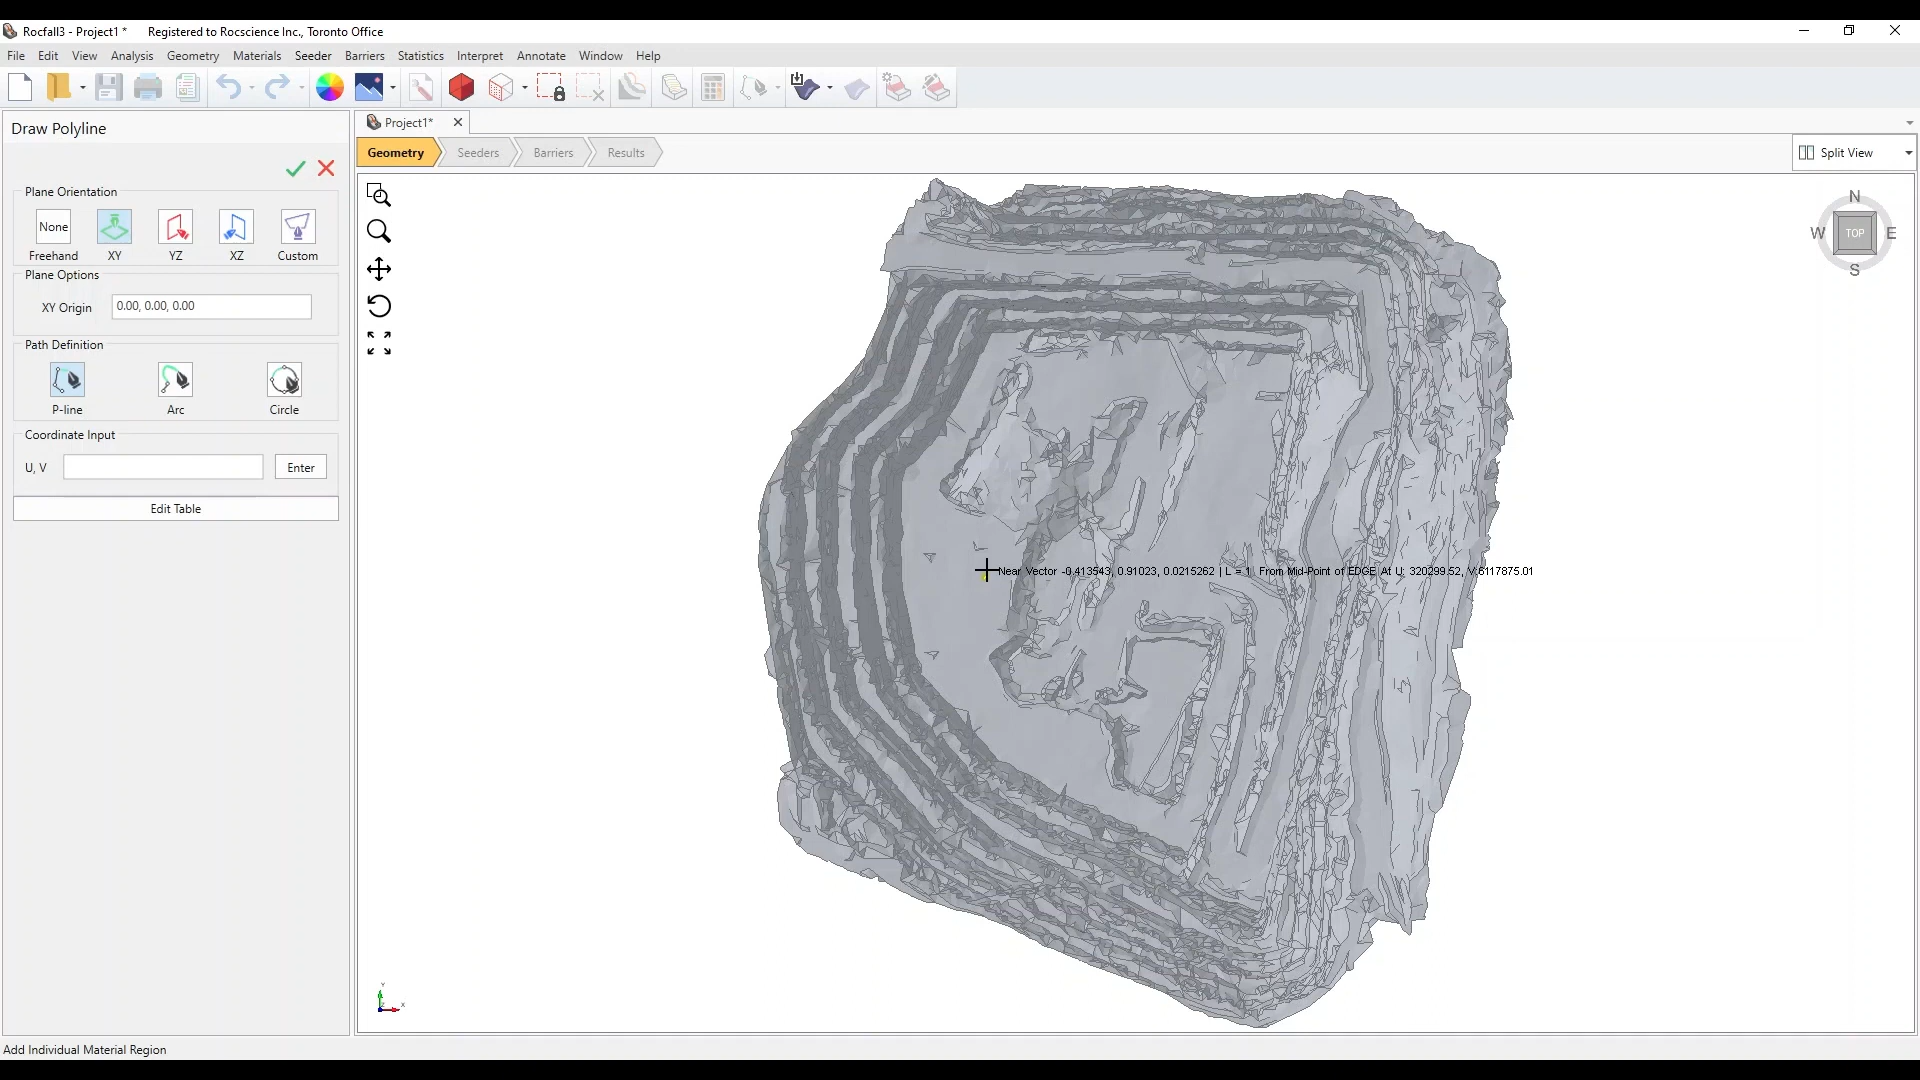 Rocfall3 - Project1 * Registered to Rocscience Inc., Toronto Office
File Edit View Analysis Geometry Materials Seeder Barriers Statistics Interpret Annotate Window Help
Draw Polyline
Plane Orientation
None
Freehand XY YZ XZ Custom
Plane Options
XY Origin 0.00, 0.00, 0.00
Path Definition
P-line Arc Circle
Coordinate Input
U, V Enter
Edit Table
Project1*
Geometry Seeders Barriers Results
Split View
N
W TOP E
S
Near Vector -0.413543, 0.91023, 0.0215262 | L = 1 From Mid-Point of EDGE At U: 320299.52, V:6117875.01
Y
Z X
Add Individual Material Region